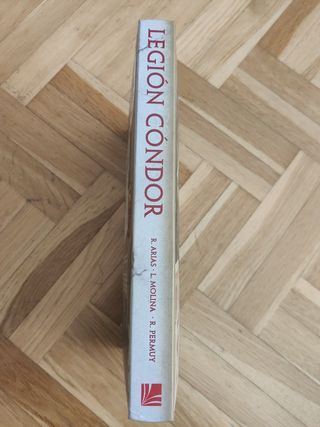 LEGIÓN CÓNDOR
R. ARIAS · L. MOLINA · R. PERMUY